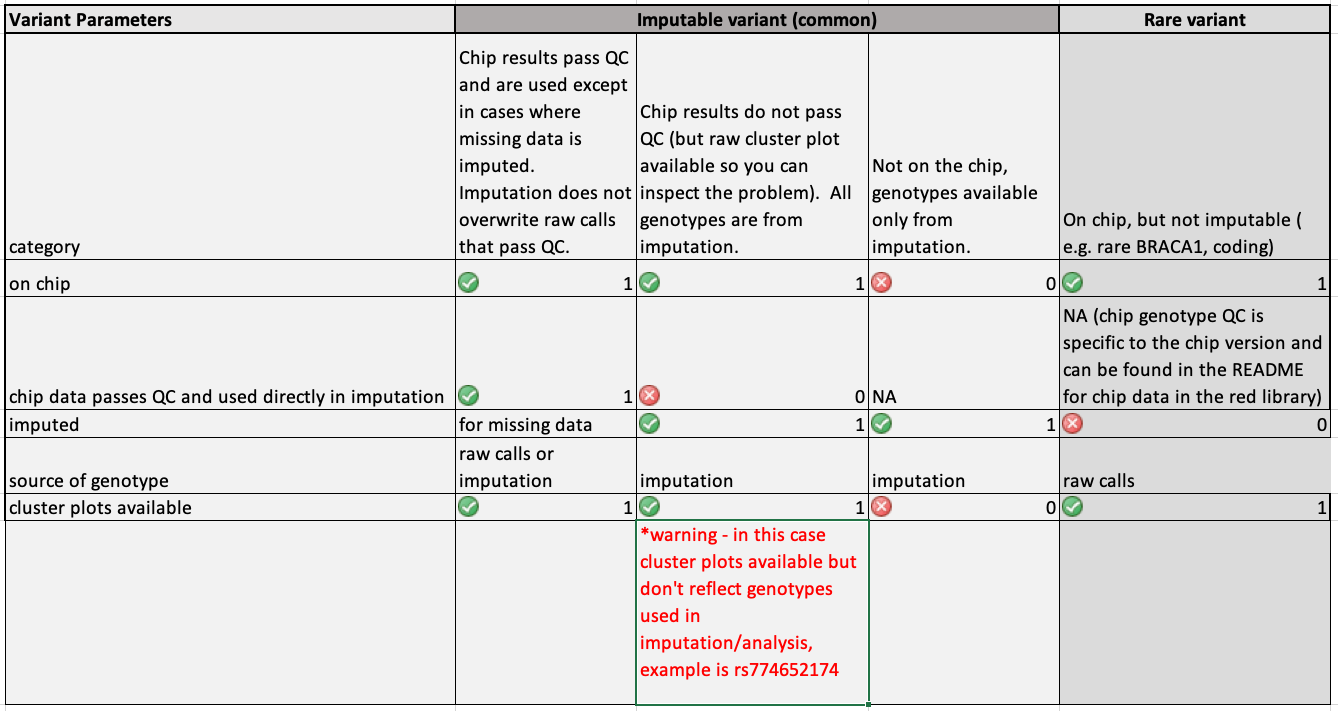 Variant Parameters
Imputable variant (common)
Rare variant
category
Chip results pass QC
and are used except
in cases where
missing data is
imputed.
Imputation does not
overwrite raw calls
that pass QC.
Chip results do not pass
QC (but raw cluster plot
available so you can
inspect the problem).  All
genotypes are from
imputation.
Not on the chip,
genotypes available
only from
imputation.
On chip, but not imputable (
e.g. rare BRACA1, coding)
on chip
1
1
0
1
chip data passes QC and used directly in imputation
1
0
NA
NA (chip genotype QC is
specific to the chip version and
can be found in the README
for chip data in the red library)
imputed
for missing data
1
1
0
source of genotype
raw calls or
imputation
imputation
imputation
raw calls
cluster plots available
1
1
0
1
*warning - in this case
cluster plots available but
don't reflect genotypes
used in
imputation/analysis,
example is rs774652174